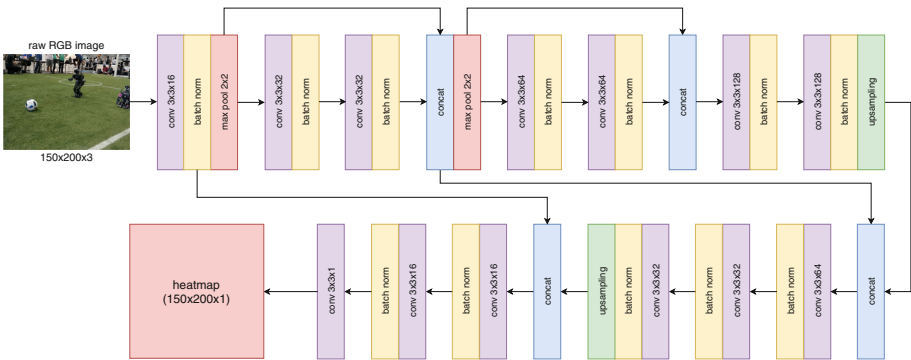 raw RGB image
150x200x3
conv 3x3x16
batch norm
max pool 2x2
conv 3x3x32
batch norm
conv 3x3x32
batch norm
concat
max pool 2x2
conv 3x3x64
batch norm
conv 3x3x64
batch norm
concat
conv 3x3x128
batch norm
conv 3x3x128
batch norm
upsampling
concat
conv 3x3x64
batch norm
conv 3x3x32
batch norm
conv 3x3x32
batch norm
upsampling
concat
conv 3x3x16
batch norm
conv 3x3x16
batch norm
conv 3x3x1
heatmap
(150x200x1)